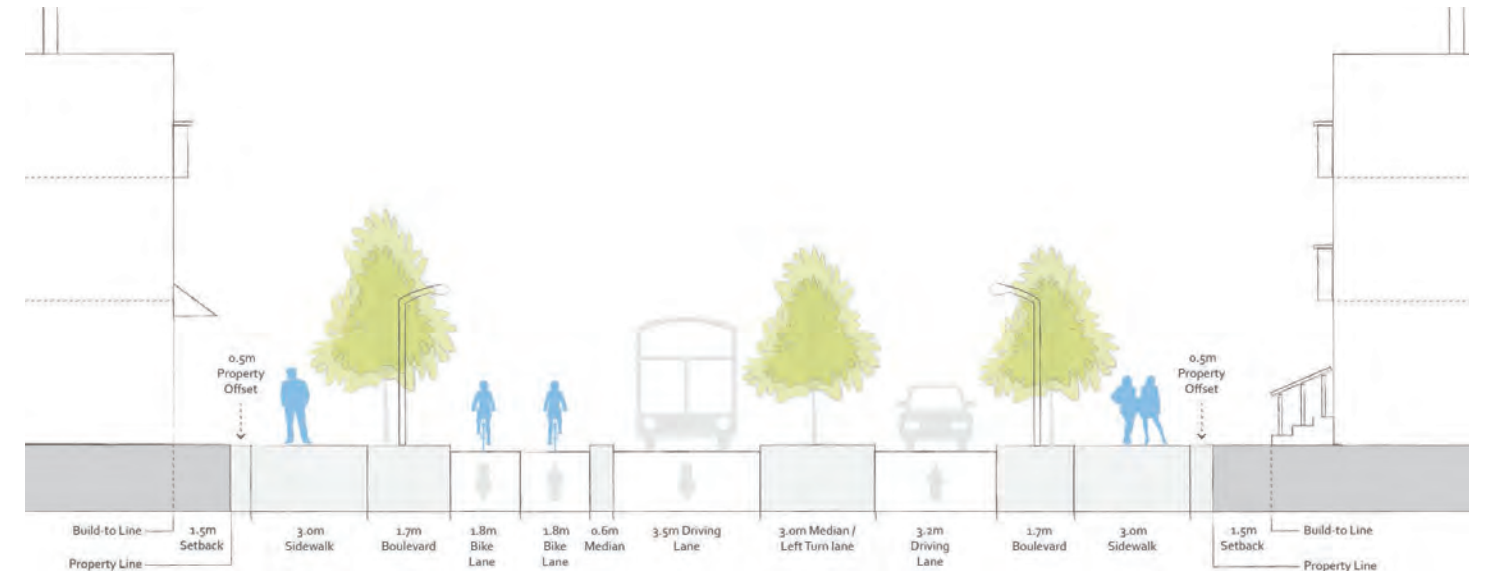 0.5m
Property
Offset
0.5m
Property
Offset
Build-to Line
Property Line
1.5m
Setback
3.0m
Sidewalk
1.7m
Boulevard
1.8m
Bike
Lane
1.8m
Bike
Lane
0.6m
Median
3.5m Driving
Lane
3.0m Median /
Left Turn lane
3.2m
Driving
Lane
1.7m
Boulevard
3.0m
Sidewalk
1.5m
Setback
Build-to Line
Property Line